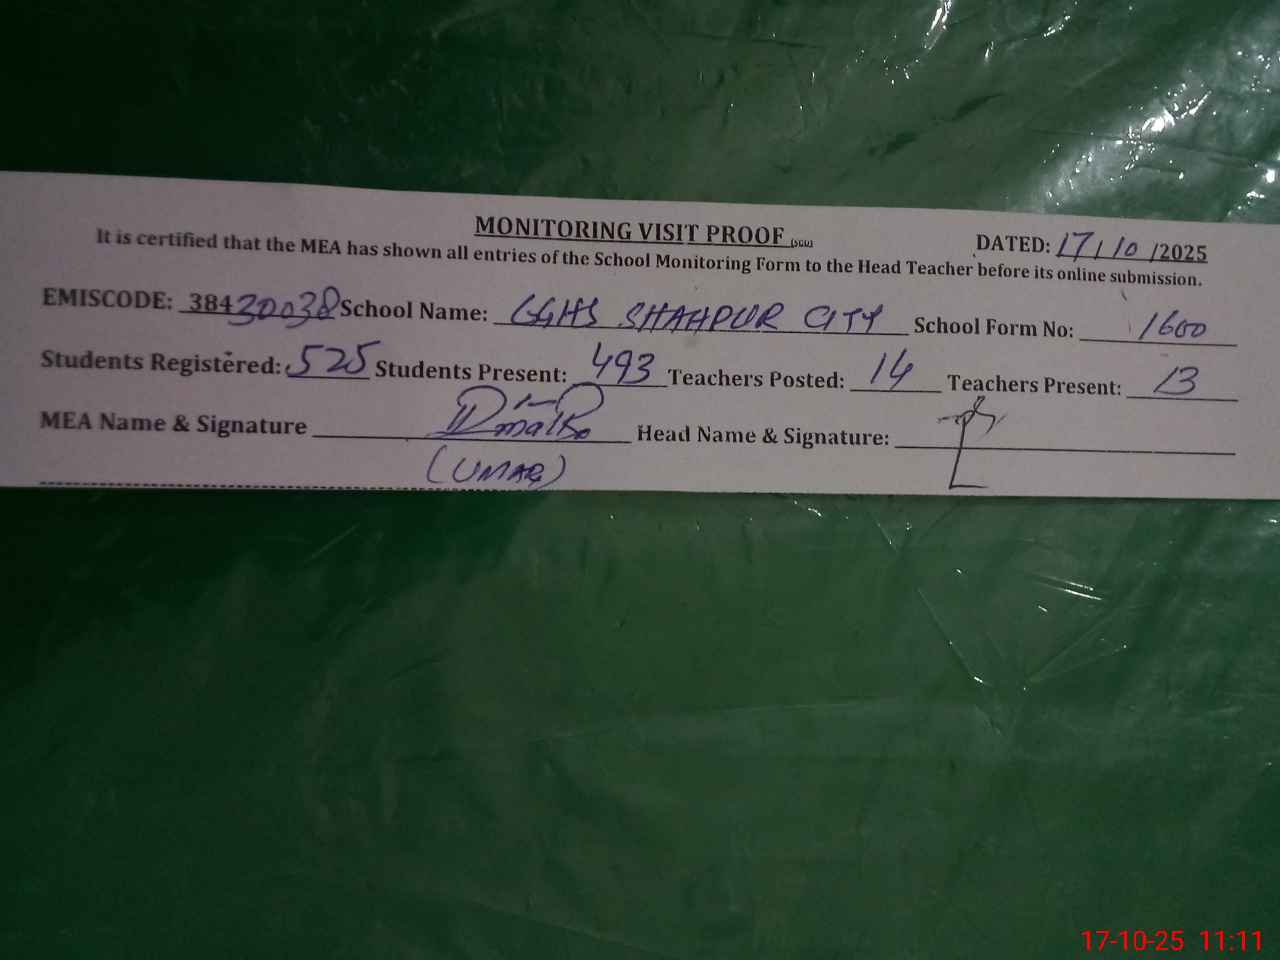 MONITORING VISIT PROOF
DATED: 17/10/2025
It is certified that the MEA has shown all entries of the School Monitoring Form to the Head Teacher before its online submission.
EMISCODE: 38430038 School Name: GGHS SHAHPUR CITY School Form No: 1600
Students Registered: 525 Students Present: 493 Teachers Posted: 14 Teachers Present: 13
MEA Name & Signature Head Name & Signature:
(UMAR)
17-10-25 11:11